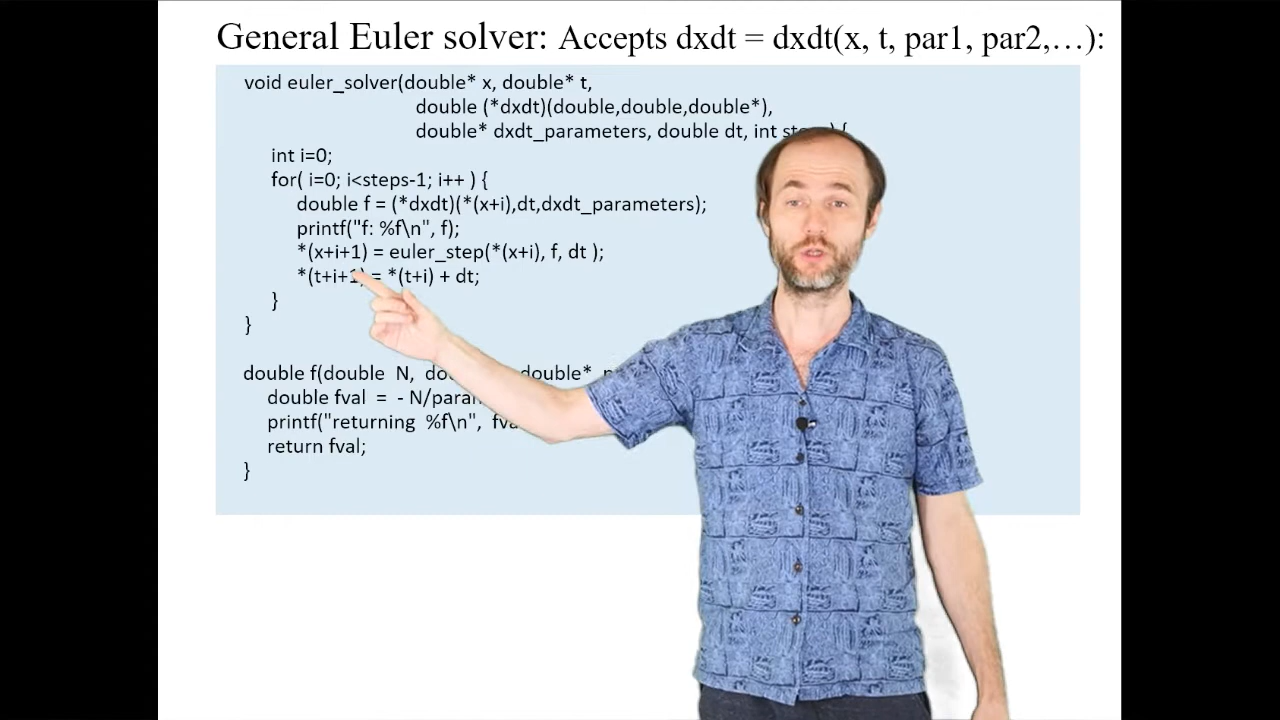 General Euler solver: Accepts dxdt = dxdt(x, t, par1, par2,…):
void euler_solver(double* x, double* t,
double (*dxdt)(double,double,double*),
double* dxdt_parameters, double dt, int {
int i=0;
for( i=0; i<steps-1; i++ ) {
double f = (*dxdt)(*(x+i),dt,dxdt_parameters);
printf("f: %f\n", f);
*(x+i+1) = euler_step(*(x+i), f, dt );
*(t+i+1) = *(t+i) + dt;
}
}
double f(double N, double*
double fval = - N/
printf("returning %f\n",
return fval;
}